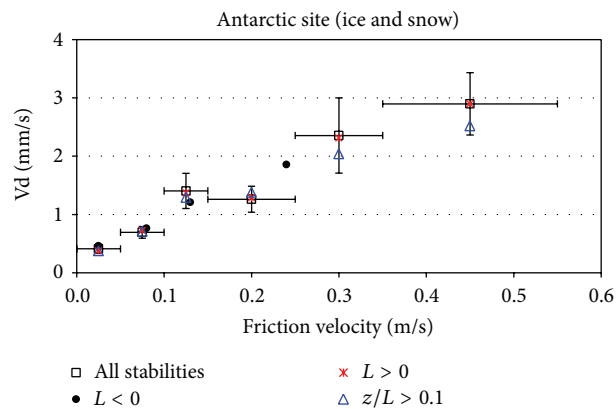 Antarctic site (ice and snow)
4
3
2
1
0
Vd (mm/s)
0.0 0.1 0.2 0.3 0.4 0.5 0.6
Friction velocity (m/s)
All stabilities
L < 0
L > 0
z/L > 0.1